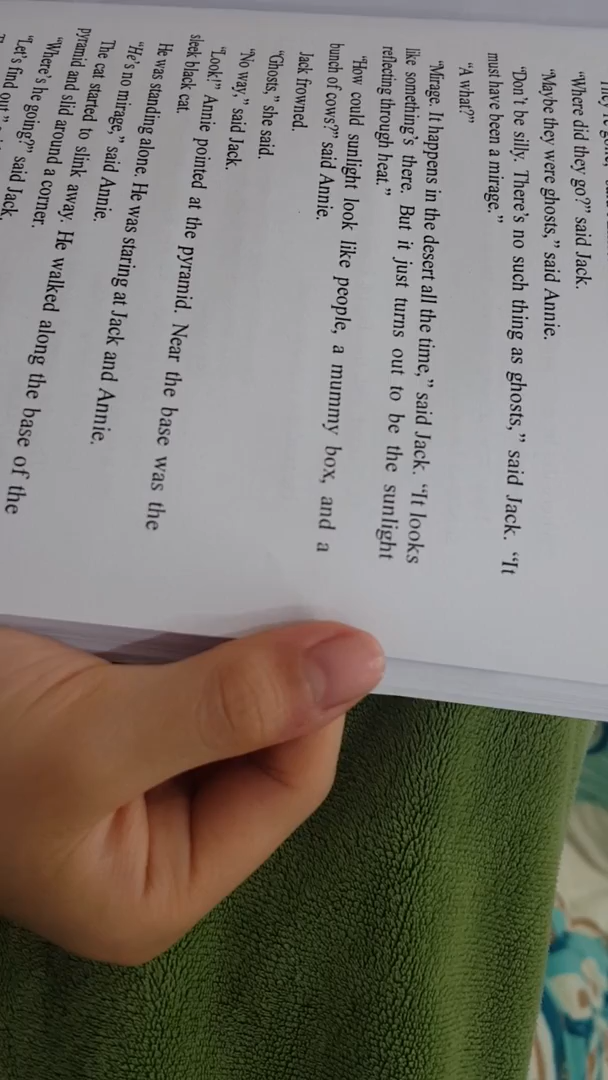 "Where did they go?" said Jack.
"Maybe they were ghosts," said Annie.
"Don't be silly. There's no such thing as ghosts," said Jack. "It
must have been a mirage."
"A what?"
"Mirage. It happens in the desert all the time," said Jack. "It looks
like something's there. But it just turns out to be the sunlight
reflecting through heat."
"How could sunlight look like people, a mummy box, and a
bunch of cows?" said Annie.
Jack frowned.
"Ghosts," she said.
"No way," said Jack.
"Look!" Annie pointed at the pyramid. Near the base was the
sleek black cat.
He was standing alone. He was staring at Jack and Annie.
"He's no mirage," said Annie.
The cat started to slink away. He walked along the base of the
pyramid and slid around a corner.
"Where's he going?" said Jack.
"Let's find out."